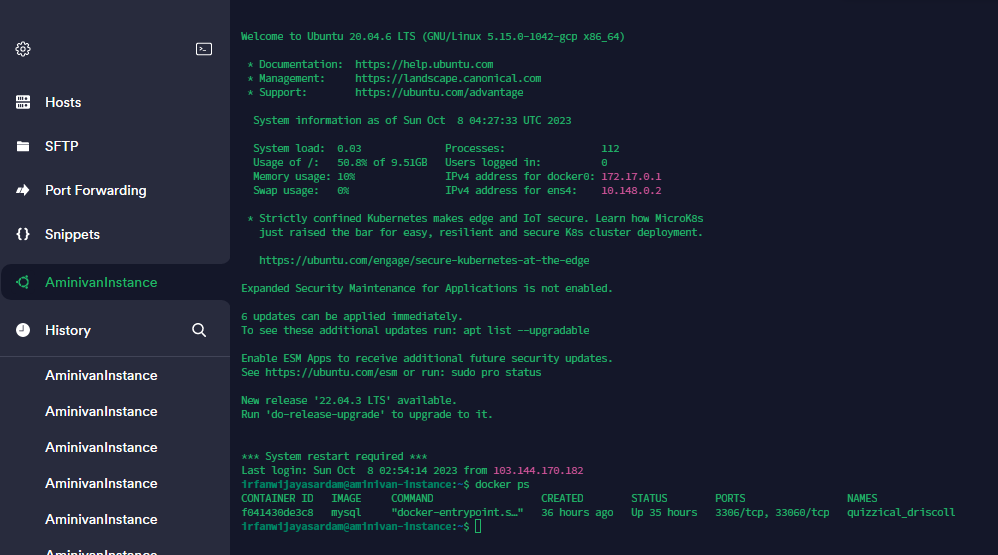 Hosts
SFTP
Port Forwarding
Snippets
AminivanInstance
History
AminivanInstance
AminivanInstance
AminivanInstance
AminivanInstance
AminivanInstance
AminivanInstance
Welcome to Ubuntu 20.04.6 LTS (GNU/Linux 5.15.0-1042-gcp x86_64)
* Documentation: https://help.ubuntu.com
* Management: https://landscape.canonical.com
* Support: https://ubuntu.com/advantage
System information as of Sun Oct 8 04:27:33 UTC 2023
System load: 0.03 Processes: 112
Usage of /: 50.8% of 9.51GB Users logged in: 0
Memory usage: 10% IPv4 address for docker0: 172.17.0.1
Swap usage: 0% IPv4 address for ens4: 10.148.0.2
* Strictly confined Kubernetes makes edge and IoT secure. Learn how MicroK8s
just raised the bar for easy, resilient and secure K8s cluster deployment.
https://ubuntu.com/engage/secure-kubernetes-at-the-edge
Expanded Security Maintenance for Applications is not enabled.
6 updates can be applied immediately.
To see these additional updates run: apt list --upgradable
Enable ESM Apps to receive additional future security updates.
See https://ubuntu.com/esm or run: sudo pro status
New release '22.04.3 LTS' available.
Run 'do-release-upgrade' to upgrade to it.
*** System restart required ***
Last login: Sun Oct 8 02:54:14 2023 from 103.144.170.182
irfanwijayasardam@aminivan-instance:~$ docker ps
CONTAINER ID IMAGE COMMAND CREATED STATUS PORTS NAMES
f041430de3c8 mysql "docker-entrypoint.s…" 36 hours ago Up 35 hours 3306/tcp, 33060/tcp quizzical_driscoll
irfanwijayasardam@aminivan-instance:~$